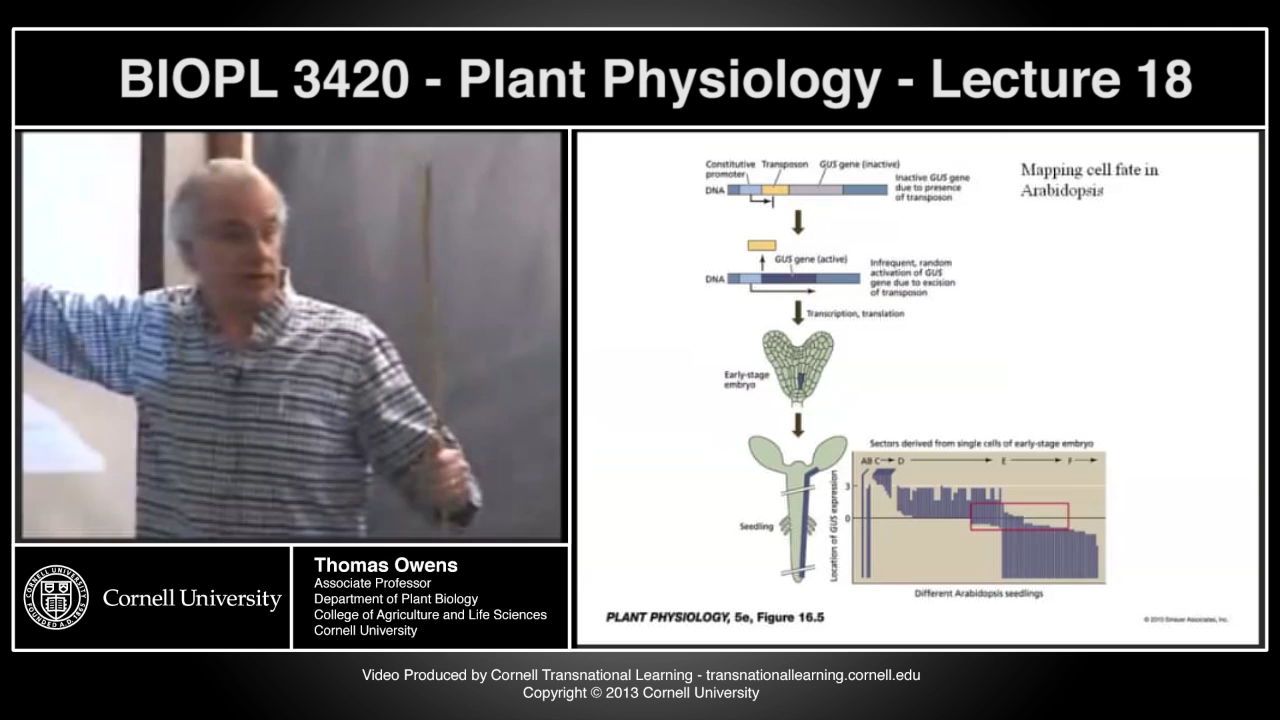 BIOPL 3420 - Plant Physiology - Lecture 18
Constitutive Transposon GUS gene (inactive)
promoter
DNA
Inactive GUS gene
due to presence
of transposon
Mapping cell fate in
Arabidopsis
GUS gene (active)
DNA
Infrequent, random
activation of GUS
gene due to excision
of transposon
Transcription, translation
Early-stage
embryo
Sectors derived from single cells of early-stage embryo
A B C D E F
3
0
Location of GUS expression
Seedling
Different Arabidopsis seedlings
PLANT PHYSIOLOGY, 5e, Figure 16.5
© 2010 Sinauer Associates, Inc.
Cornell University
Thomas Owens
Associate Professor
Department of Plant Biology
College of Agriculture and Life Sciences
Cornell University
Video Produced by Cornell Transnational Learning - transnationallearning.cornell.edu
Copyright © 2013 Cornell University